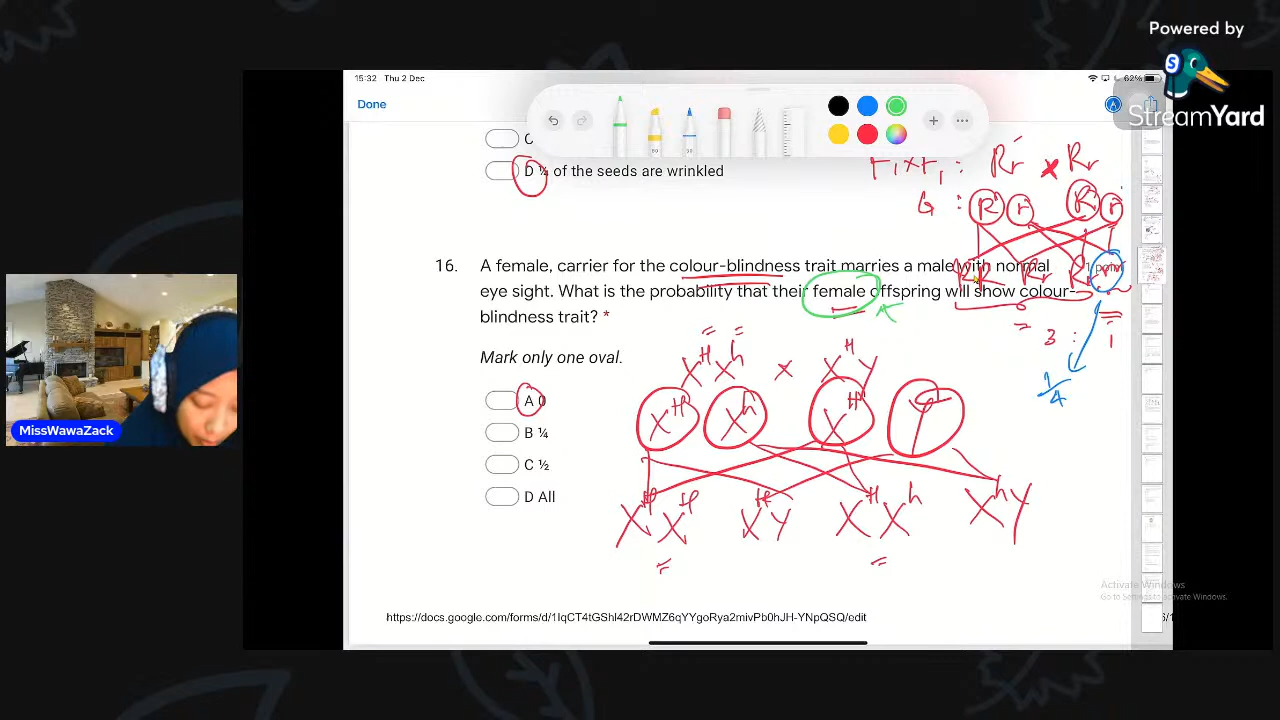 Powered by
StreamYard
15:32 Thu 2 Dec
62%
Done
C
D ¼ of the seeds are wrinkled
F1 x F1 : Rr x Rr
G : R r R r
Rr
3 : 1
¼
1 point
16. A female, carrier for the colour-blindness trait marries a male with normal
eye sight. What is the probability that their female offspring will show colour-
blindness trait? *
Mark only one oval.
A 0
B ¼
C ½
D All
X^H X^h x X^H Y
X^H X^h X^H Y
X^H X^H X^H Y X^H X^h X^h Y
MissWawaZack
Activate Windows
Go to Settings to activate Windows.
https://docs.google.com/forms/d/1IqCT4tGShl42rDWMZ6qYYgoRya2mivPb0hJH-YNpQSQ/edit